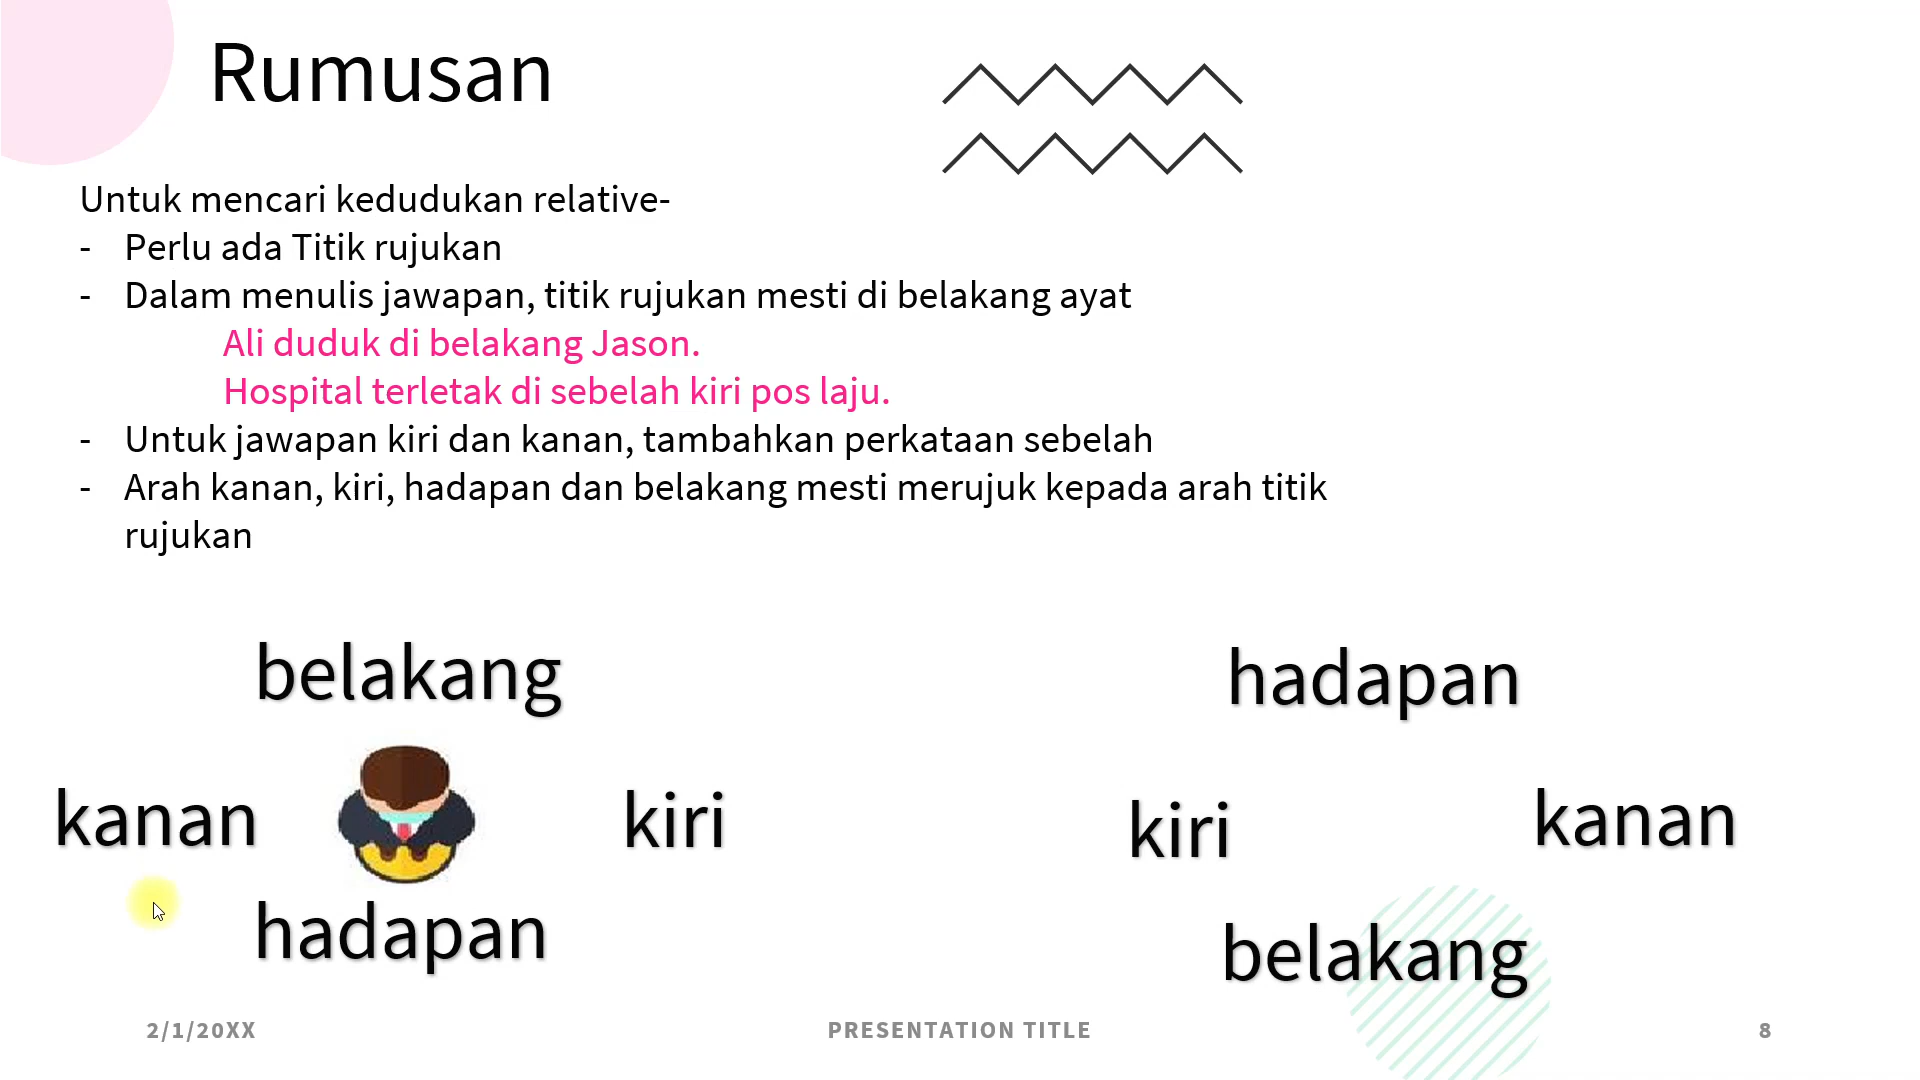 Rumusan
Untuk mencari kedudukan relative-
- Perlu ada Titik rujukan
- Dalam menulis jawapan, titik rujukan mesti di belakang ayat
Ali duduk di belakang Jason.
Hospital terletak di sebelah kiri pos laju.
- Untuk jawapan kiri dan kanan, tambahkan perkataan sebelah
- Arah kanan, kiri, hadapan dan belakang mesti merujuk kepada arah titik
rujukan
belakang
kanan
kiri
hadapan
hadapan
kiri
kanan
belakang
2/1/20XX
PRESENTATION TITLE
8